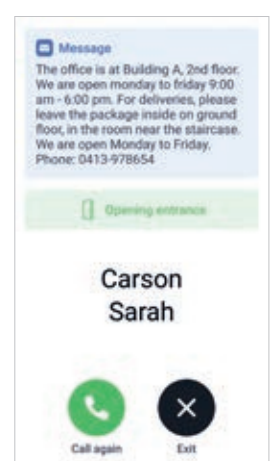 Message
The office is at Building A, 2nd floor.
We are open monday to friday 9:00
am - 6:00 pm. For deliveries, please
leave the package inside on ground
floor, in the room near the staircase.
We are open Monday to Friday.
Phone: 0413-978654
Opening entrance
Carson
Sarah
Call again
Exit